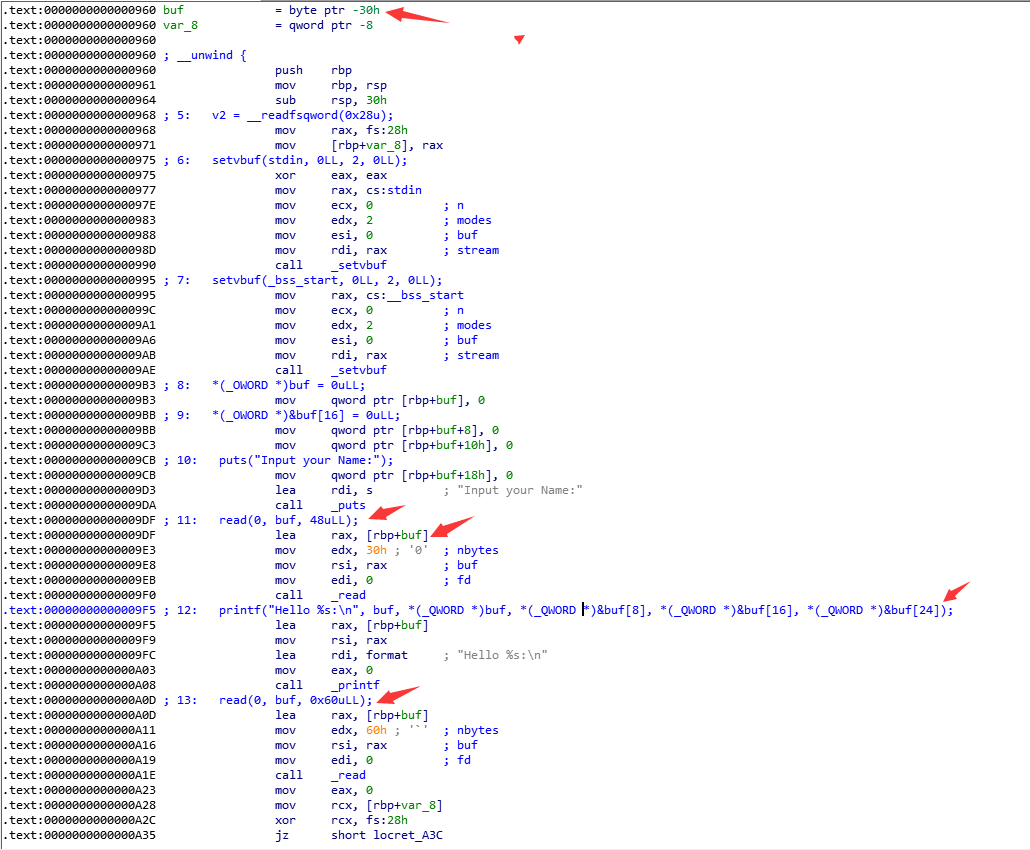 .text:0000000000000960 buf = byte ptr -30h
.text:0000000000000960 var_8 = qword ptr -8
.text:0000000000000960
.text:0000000000000960 ; __unwind {
.text:0000000000000960 push rbp
.text:0000000000000961 mov rbp, rsp
.text:0000000000000964 sub rsp, 30h
.text:0000000000000968 ; 5: v2 = __readfsqword(0x28u);
.text:0000000000000968 mov rax, fs:28h
.text:0000000000000971 mov [rbp+var_8], rax
.text:0000000000000975 ; 6: setvbuf(stdin, 0LL, 2, 0LL);
.text:0000000000000975 xor eax, eax
.text:0000000000000977 mov rax, cs:stdin
.text:000000000000097E mov ecx, 0 ; n
.text:0000000000000983 mov edx, 2 ; modes
.text:0000000000000988 mov esi, 0 ; buf
.text:000000000000098D mov rdi, rax ; stream
.text:0000000000000990 call _setvbuf
.text:0000000000000995 ; 7: setvbuf(_bss_start, 0LL, 2, 0LL);
.text:0000000000000995 mov rax, cs:__bss_start
.text:000000000000099C mov ecx, 0 ; n
.text:00000000000009A1 mov edx, 2 ; modes
.text:00000000000009A6 mov esi, 0 ; buf
.text:00000000000009AB mov rdi, rax ; stream
.text:00000000000009AE call _setvbuf
.text:00000000000009B3 ; 8: *(_OWORD *)buf = 0uLL;
.text:00000000000009B3 mov qword ptr [rbp+buf], 0
.text:00000000000009BB ; 9: *(_OWORD *)&buf[16] = 0uLL;
.text:00000000000009BB mov qword ptr [rbp+buf+8], 0
.text:00000000000009C3 mov qword ptr [rbp+buf+10h], 0
.text:00000000000009CB ; 10: puts("Input your Name:");
.text:00000000000009CB mov qword ptr [rbp+buf+18h], 0
.text:00000000000009D3 lea rdi, s ; "Input your Name:"
.text:00000000000009DA call _puts
.text:00000000000009DF ; 11: read(0, buf, 48uLL);
.text:00000000000009DF lea rax, [rbp+buf]
.text:00000000000009E3 mov edx, 30h ; '0' ; nbytes
.text:00000000000009E8 mov rsi, rax ; buf
.text:00000000000009EB mov edi, 0 ; fd
.text:00000000000009F0 call _read
.text:00000000000009F5 ; 12: printf("Hello %s:\n", buf, *(_QWORD *)buf, *(_QWORD *)&buf[8], *(_QWORD *)&buf[16], *(_QWORD *)&buf[24]);
.text:00000000000009F5 lea rax, [rbp+buf]
.text:00000000000009F9 mov rsi, rax
.text:00000000000009FC lea rdi, format ; "Hello %s:\n"
.text:0000000000000A03 mov eax, 0
.text:0000000000000A08 call _printf
.text:0000000000000A0D ; 13: read(0, buf, 0x60uLL);
.text:0000000000000A0D lea rax, [rbp+buf]
.text:0000000000000A11 mov edx, 60h ; '`' ; nbytes
.text:0000000000000A16 mov rsi, rax ; buf
.text:0000000000000A19 mov edi, 0 ; fd
.text:0000000000000A1E call _read
.text:0000000000000A23 mov eax, 0
.text:0000000000000A28 mov rcx, [rbp+var_8]
.text:0000000000000A2C xor rcx, fs:28h
.text:0000000000000A35 jz short locret_A3C